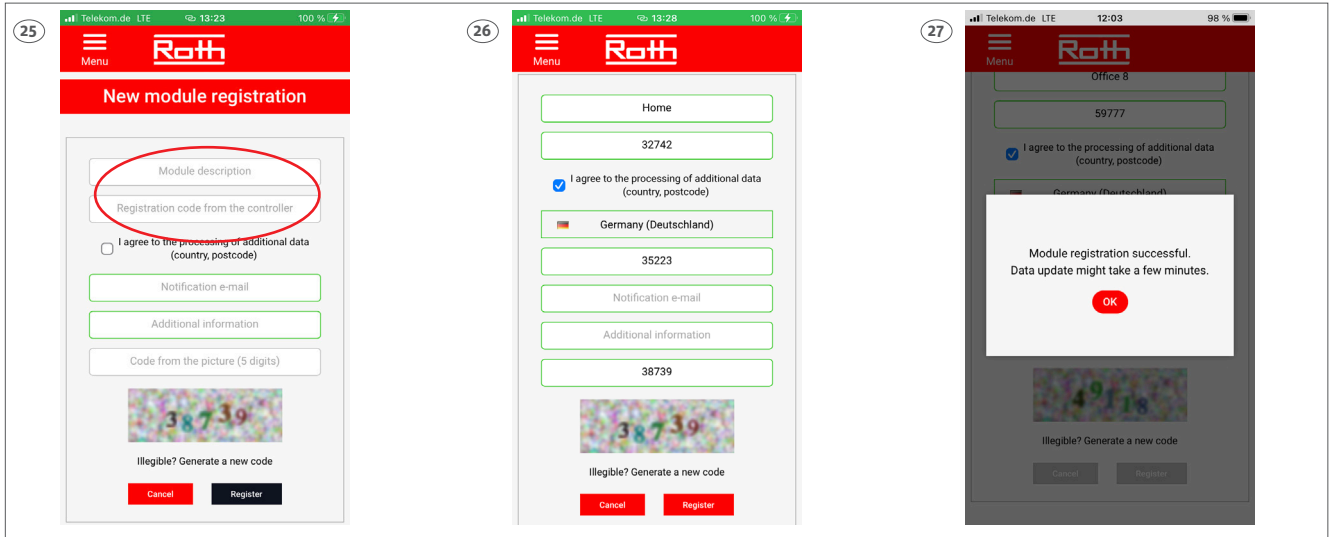 25
Telekom.de LTE 13:23 100 %
Menu
Roth
New module registration
Module description
Registration code from the controller
I agree to the processing of additional data
(country, postcode)
Notification e-mail
Additional information
Code from the picture (5 digits)
38739
Illegible? Generate a new code
Cancel Register
26
Telekom.de LTE 13:28 100 %
Menu
Roth
Home
32742
I agree to the processing of additional data
(country, postcode)
Germany (Deutschland)
35223
Notification e-mail
Additional information
38739
38739
Illegible? Generate a new code
Cancel Register
27
Telekom.de LTE 12:03 98 %
Menu
Roth
Office 8
59777
I agree to the processing of additional data
(country, postcode)
Germany (Deutschland)
Module registration successful.
Data update might take a few minutes.
OK
49118
Illegible? Generate a new code
Cancel Register